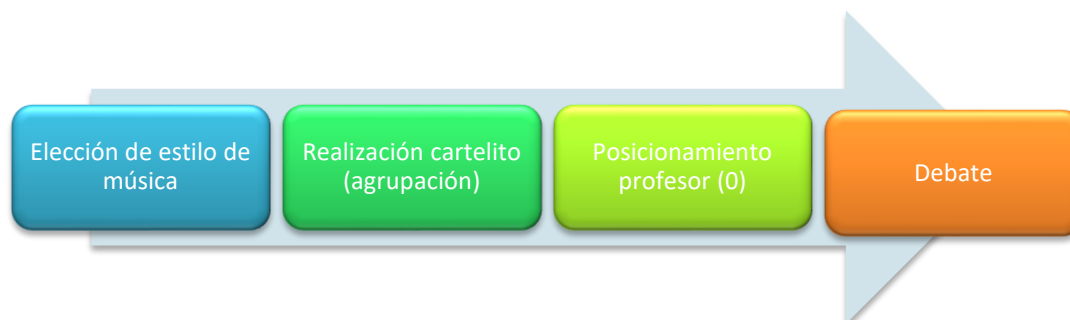 Elección de estilo de
música
Realización cartelito
(agrupación)
Posicionamiento
profesor (0)
Debate